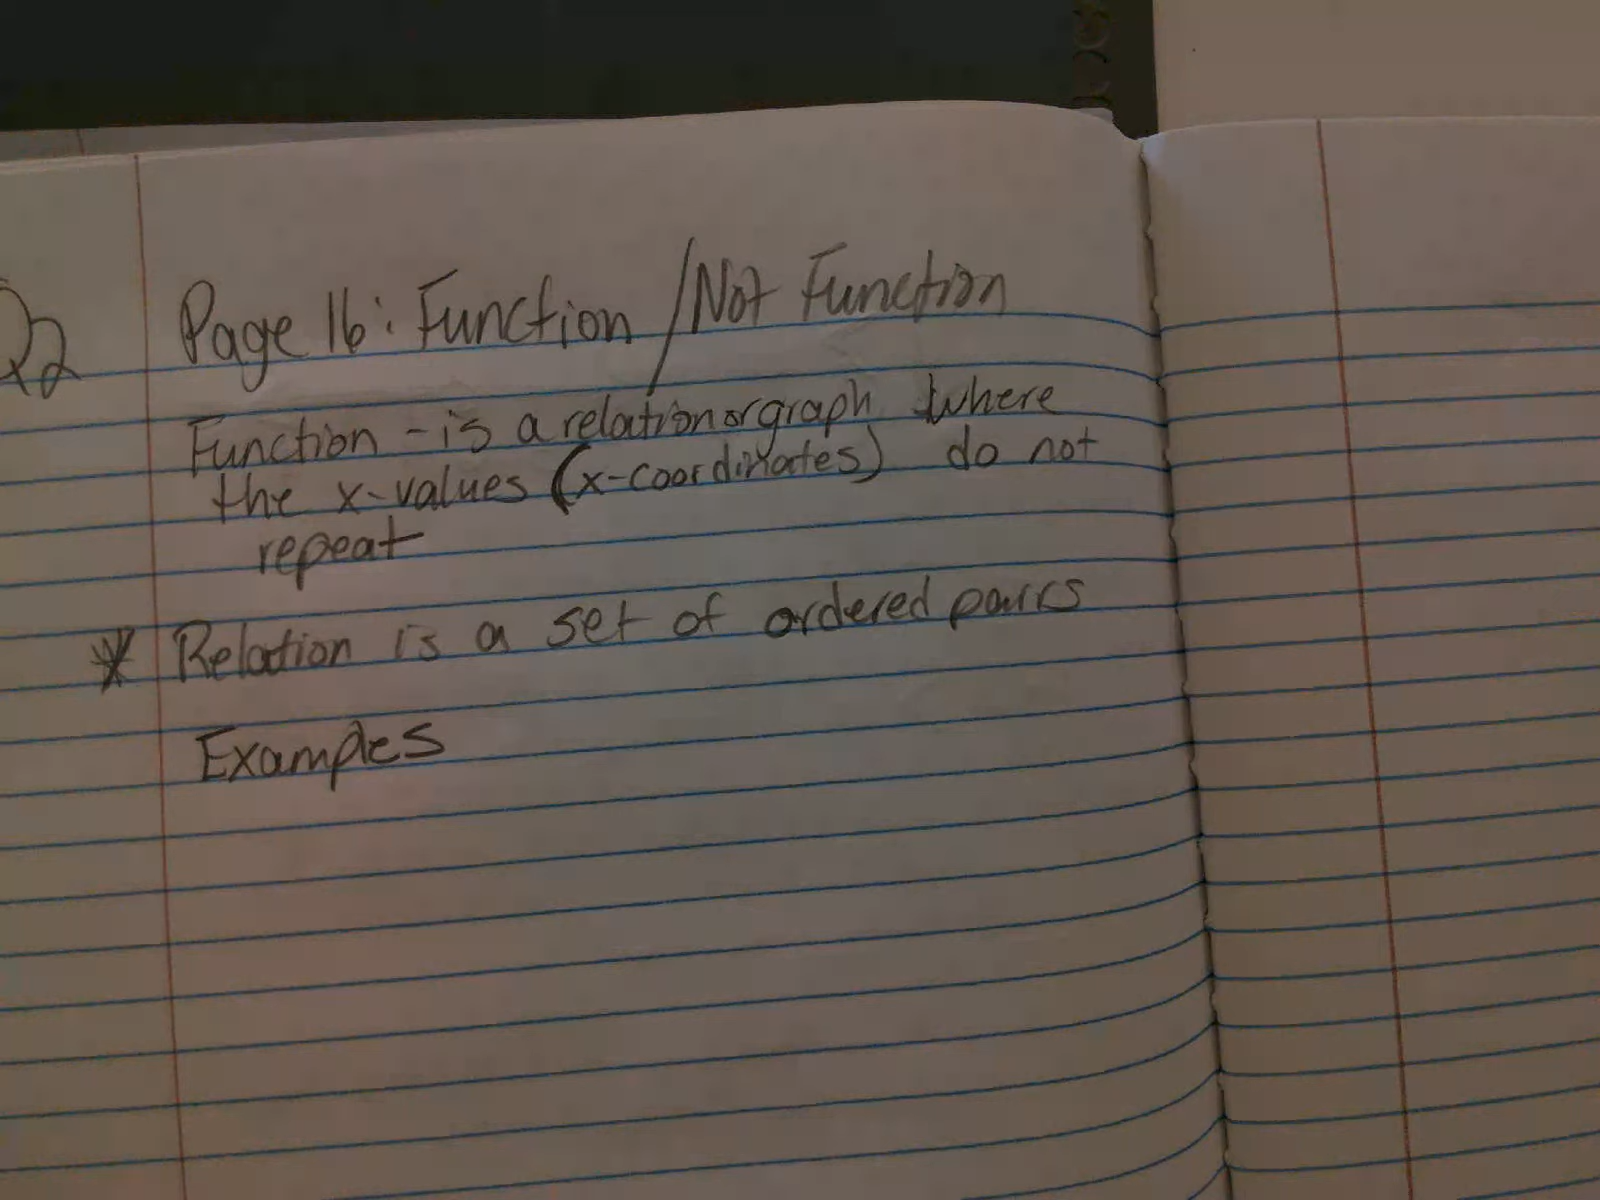 Q2
Page 16: Function / Not Function
Function - is a relation or graph where
the x-values (x-coordinates) do not
repeat
* Relation is a set of ordered pairs
Examples